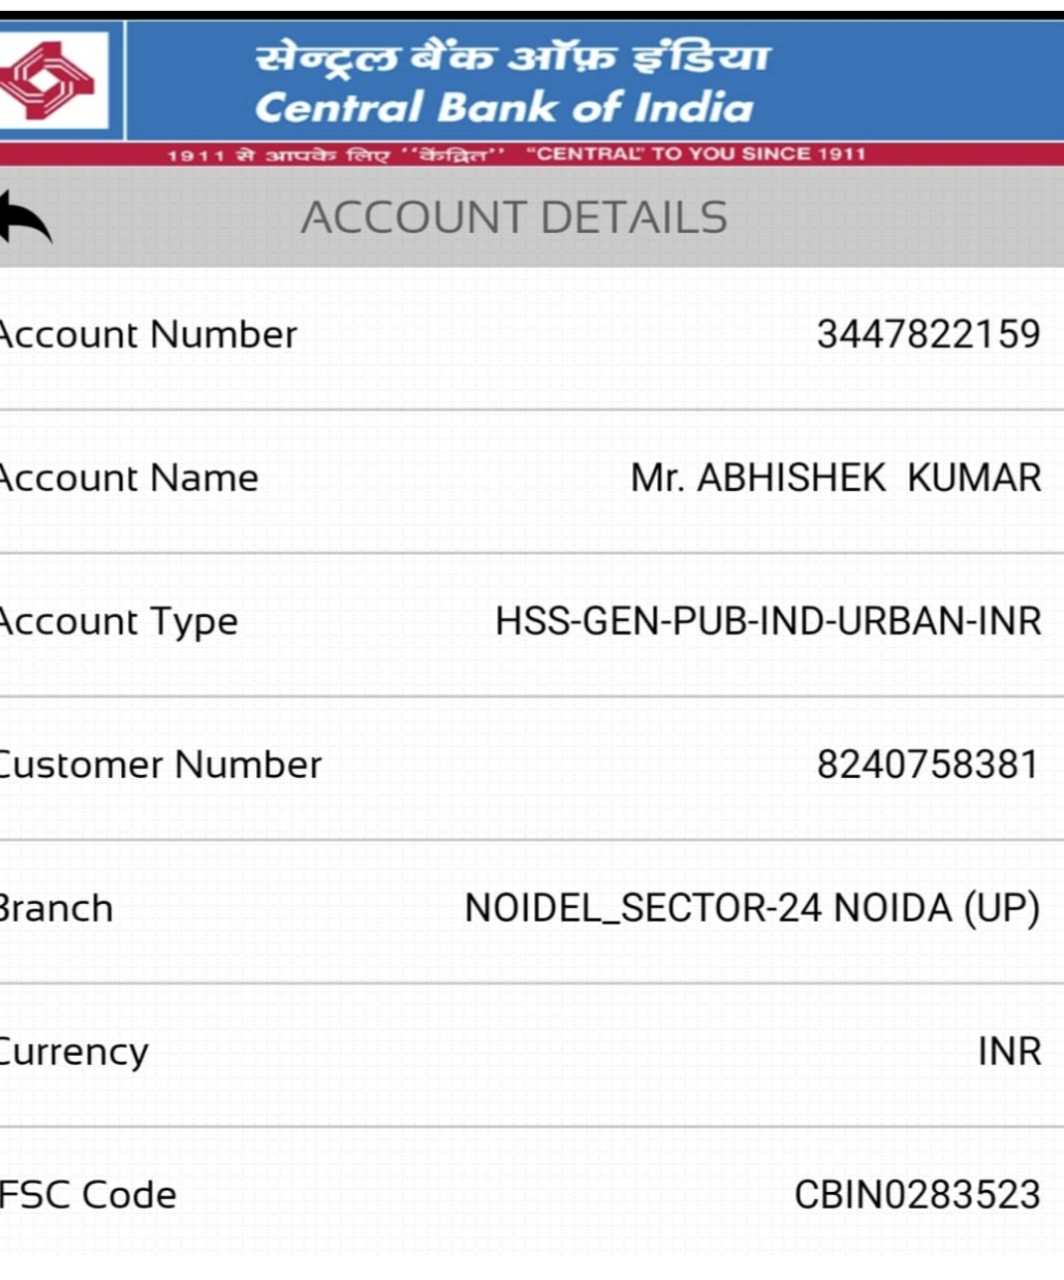 सेन्ट्रल बैंक ऑफ़ इंडिया
Central Bank of India
1911 से आपके लिए ''केंद्रित'' "CENTRAL" TO YOU SINCE 1911
ACCOUNT DETAILS
Account Number 3447822159
Account Name Mr. ABHISHEK KUMAR
Account Type HSS-GEN-PUB-IND-URBAN-INR
Customer Number 8240758381
Branch NOIDEL_SECTOR-24 NOIDA (UP)
Currency INR
IFSC Code CBIN0283523